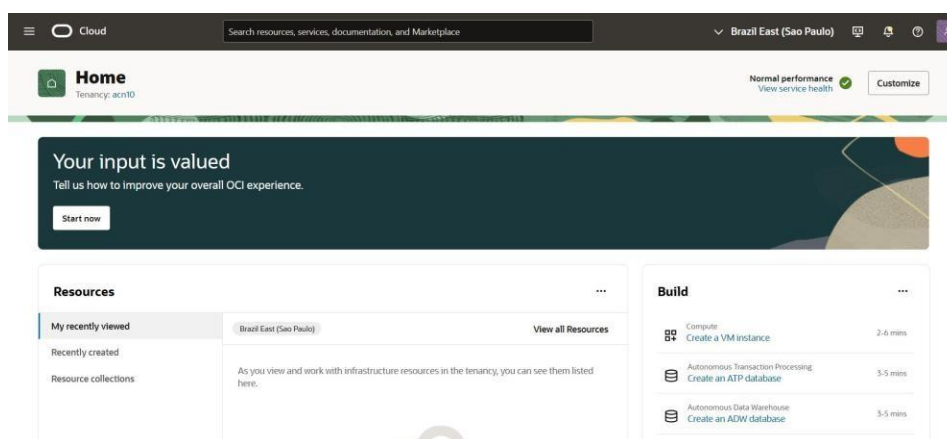 Cloud
Search resources, services, documentation, and Marketplace
Brazil East (Sao Paulo)
Home
Tenancy: acn10
Normal performance
View service health
Customize
Your input is valued
Tell us how to improve your overall OCI experience.
Start now
Resources
...
My recently viewed
Recently created
Resource collections
Brazil East (Sao Paulo)
View all Resources
As you view and work with infrastructure resources in the tenancy, you can see them listed
here.
Build
...
Compute
Create a VM instance
2-6 mins
Autonomous Transaction Processing
Create an ATP database
3-5 mins
Autonomous Data Warehouse
Create an ADW database
3-5 mins